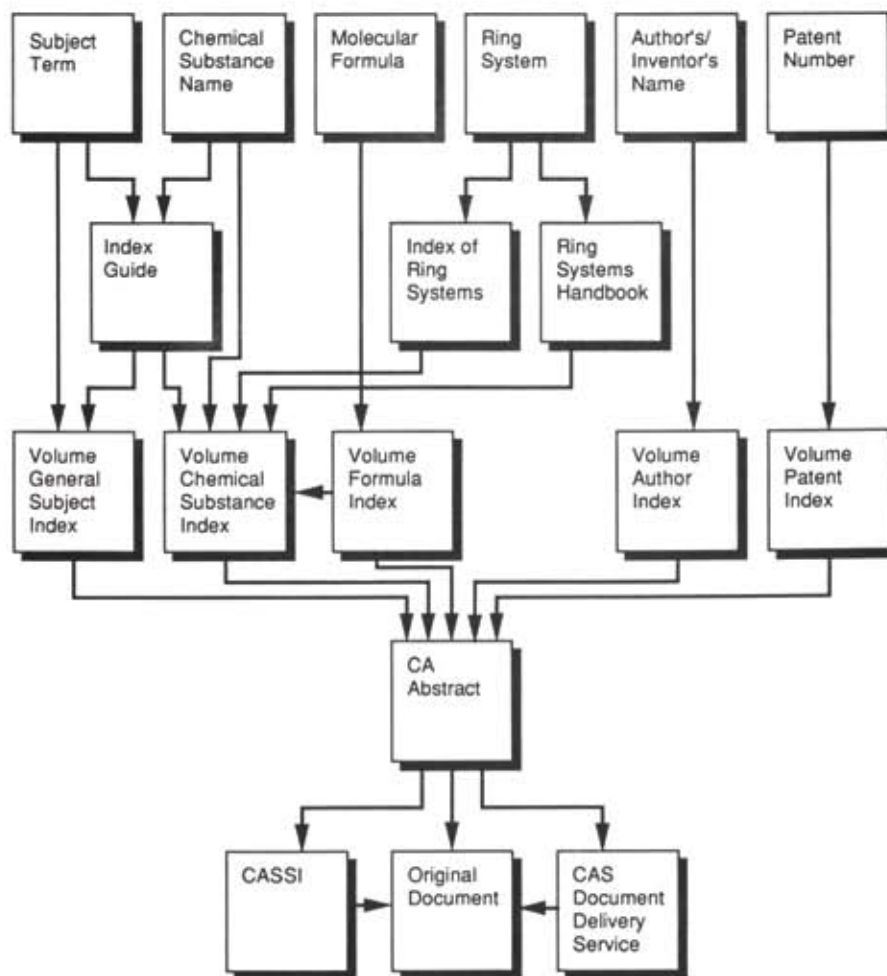 Subject
Term
Chemical
Substance
Name
Molecular
Formula
Ring
System
Author's/
Inventor's
Name
Patent
Number
Index
Guide
Index of
Ring
Systems
Ring
Systems
Handbook
Volume
General
Subject
Index
Volume
Chemical
Substance
Index
Volume
Formula
Index
Volume
Author
Index
Volume
Patent
Index
CA
Abstract
CASSI
Original
Document
CAS
Document
Delivery
Service